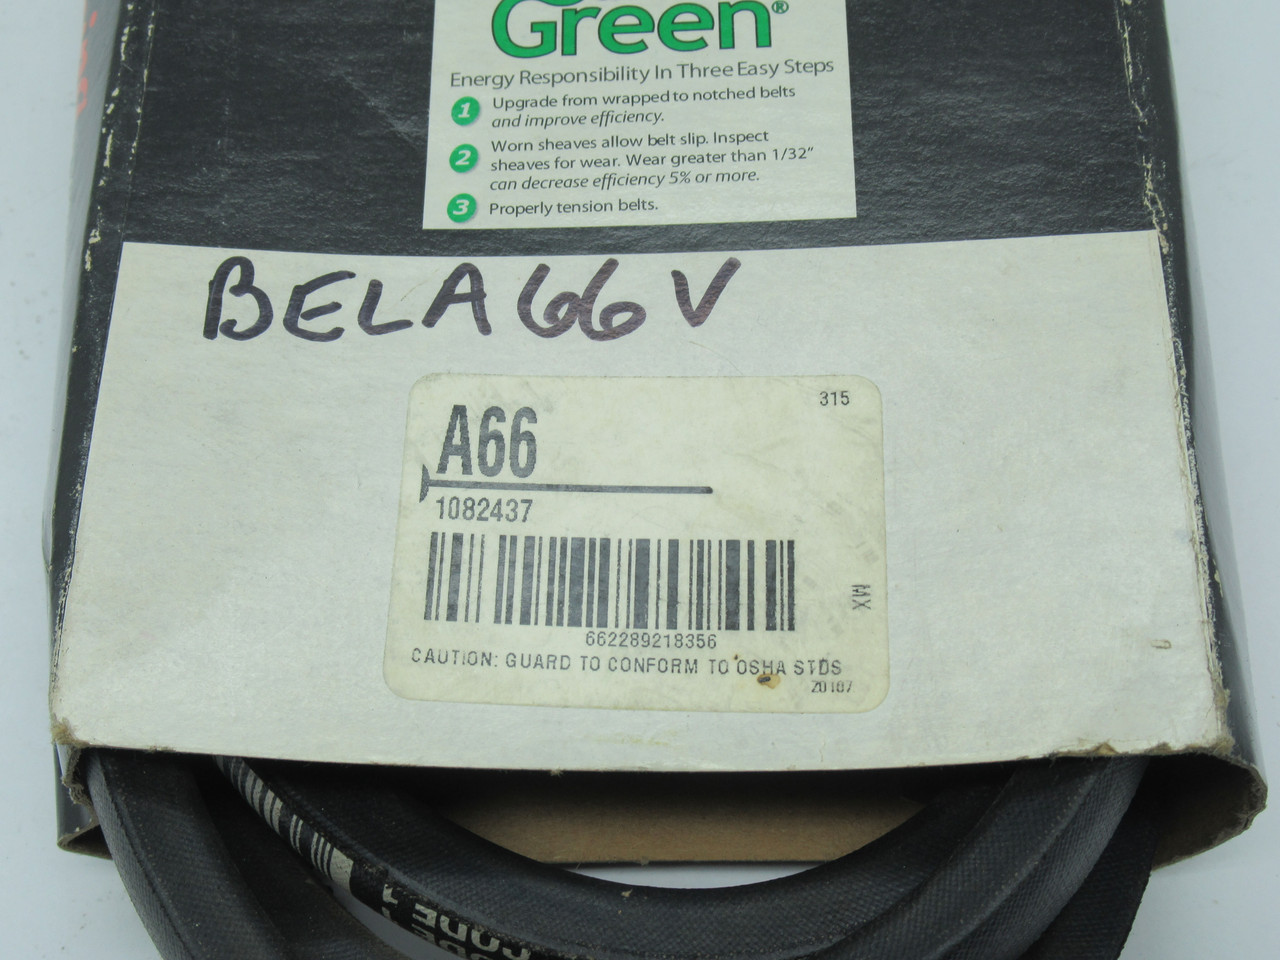 Green®
Energy Responsibility In Three Easy Steps
1 Upgrade from wrapped to notched belts
and improve efficiency.
2 Worn sheaves allow belt slip. Inspect
sheaves for wear. Wear greater than 1/32"
can decrease efficiency 5% or more.
3 Properly tension belts.
BELA66V
315
A66
1082437
MX
662289218356
CAUTION: GUARD TO CONFORM TO OSHA STDS
Z0107
CODE 1